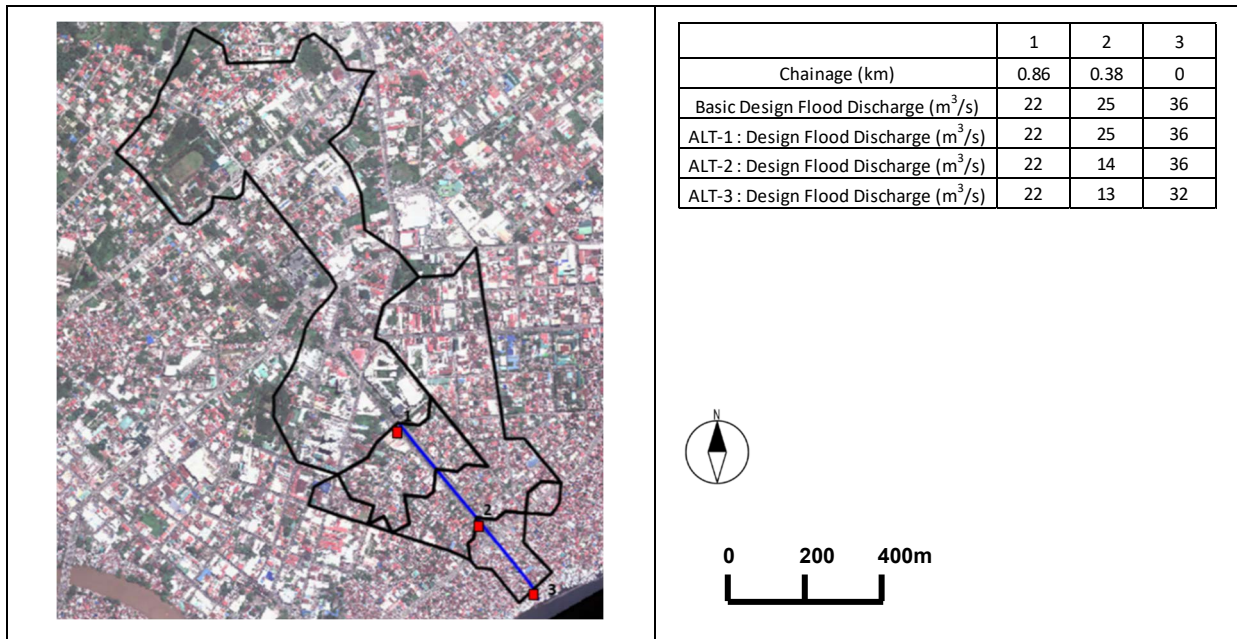 1
2
3
1 2 3
Chainage (km) 0.86 0.38 0
Basic Design Flood Discharge (m³/s) 22 25 36
ALT-1 : Design Flood Discharge (m³/s) 22 25 36
ALT-2 : Design Flood Discharge (m³/s) 22 14 36
ALT-3 : Design Flood Discharge (m³/s) 22 13 32
N
0 200 400m